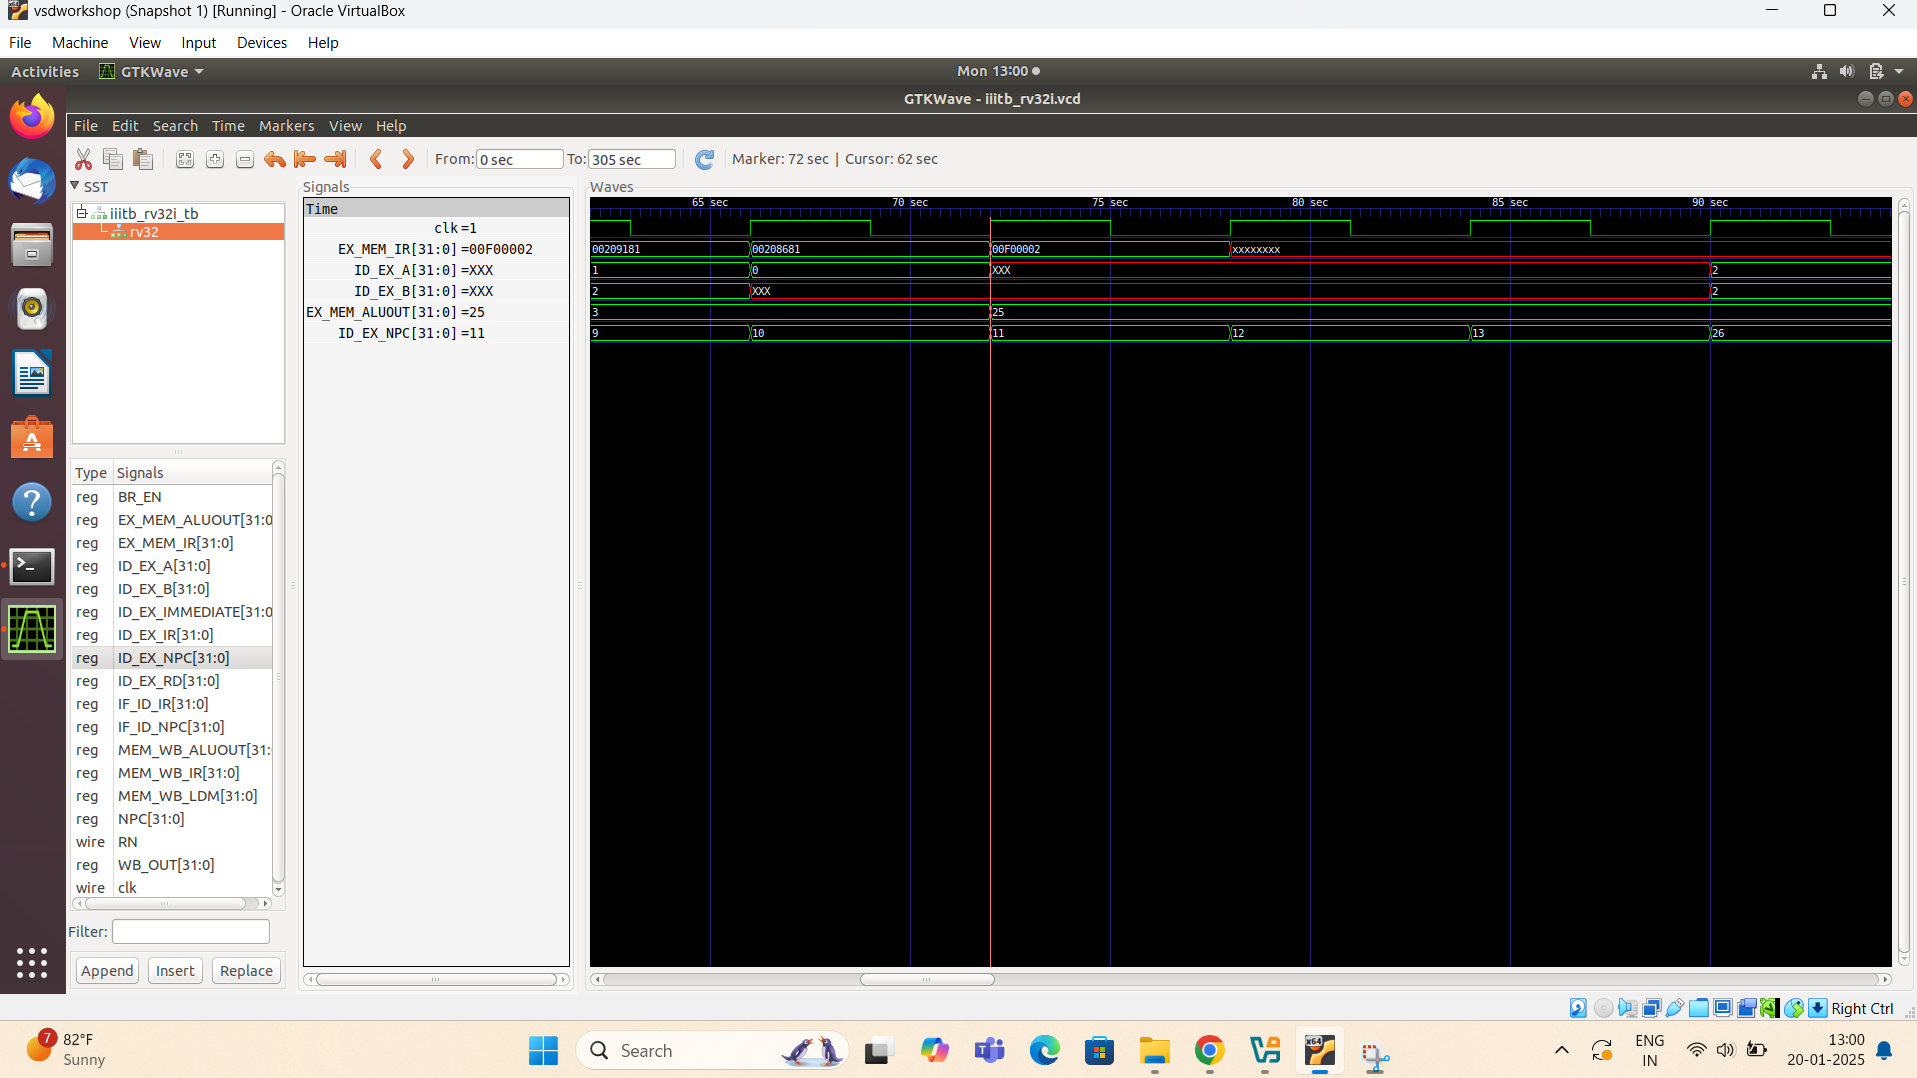 vsdworkshop (Snapshot 1) [Running] - Oracle VirtualBox
File Machine View Input Devices Help
Activities GTKWave Mon 13:00
GTKWave - iiitb_rv32i.vcd
File Edit Search Time Markers View Help
From: 0 sec To: 305 sec Marker: 72 sec | Cursor: 62 sec
SST
iiitb_rv32i_tb
rv32
Type Signals
reg BR_EN
reg EX_MEM_ALUOUT[31:0
reg EX_MEM_IR[31:0]
reg ID_EX_A[31:0]
reg ID_EX_B[31:0]
reg ID_EX_IMMEDIATE[31:0
reg ID_EX_IR[31:0]
reg ID_EX_NPC[31:0]
reg ID_EX_RD[31:0]
reg IF_ID_IR[31:0]
reg IF_ID_NPC[31:0]
reg MEM_WB_ALUOUT[31:
reg MEM_WB_IR[31:0]
reg MEM_WB_LDM[31:0]
reg NPC[31:0]
wire RN
reg WB_OUT[31:0]
wire clk
Filter:
Append Insert Replace
Signals
Time
clk =1
EX_MEM_IR[31:0] =00F00002
ID_EX_A[31:0] =XXX
ID_EX_B[31:0] =XXX
EX_MEM_ALUOUT[31:0] =25
ID_EX_NPC[31:0] =11
Waves
65 sec 70 sec 75 sec 80 sec 85 sec 90 sec
00209181 00208681 00F00002 xxxxxxxx
1 0 XXX 2
2 XXX 2
3 25
9 10 11 12 13 26
Right Ctrl
7
82°F
Sunny
Search
x64
ENG
IN
13:00
20-01-2025